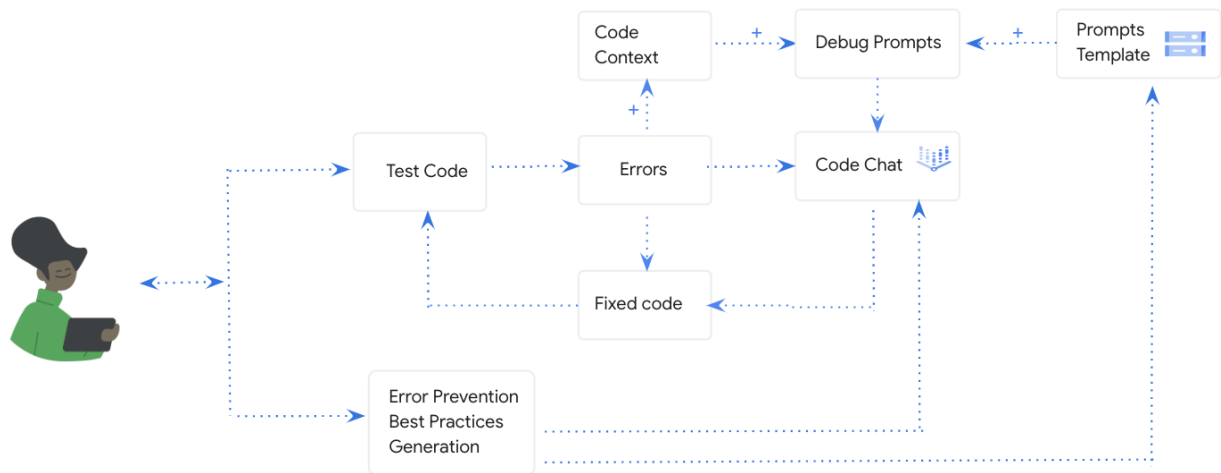 Code
Context
+
Debug Prompts
+
Prompts
Template
+
Test Code
Errors
Code Chat
Fixed code
Error Prevention
Best Practices
Generation